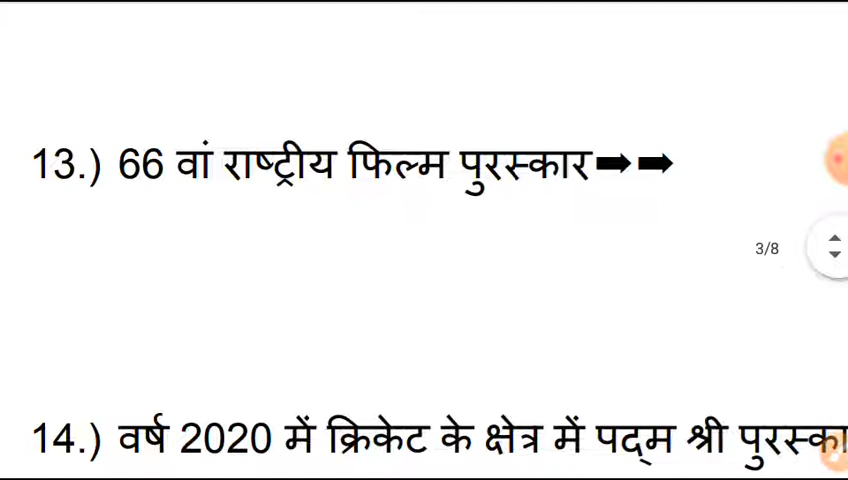 13.) 66 वां राष्ट्रीय फिल्म पुरस्कार➡➡
3/8
14.) वर्ष 2020 में क्रिकेट के क्षेत्र में पद्म श्री